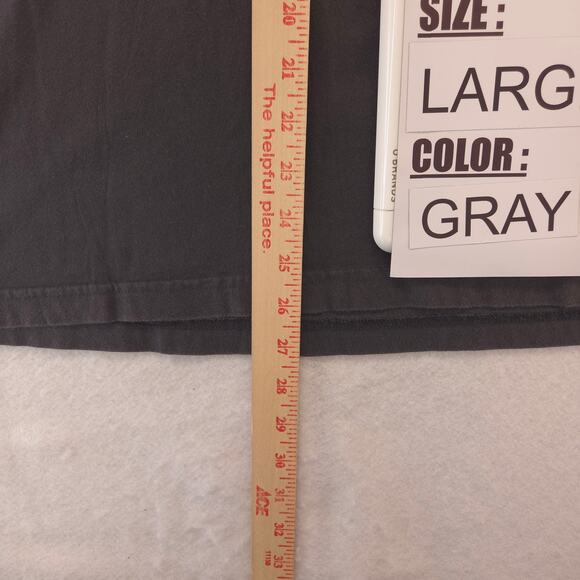 SIZE :
LARG
COLOR :
GRAY
O BRANDS
The helpful place.
20
21
22
23
24
25
26
27
28
29
30
31
32
33
ACE